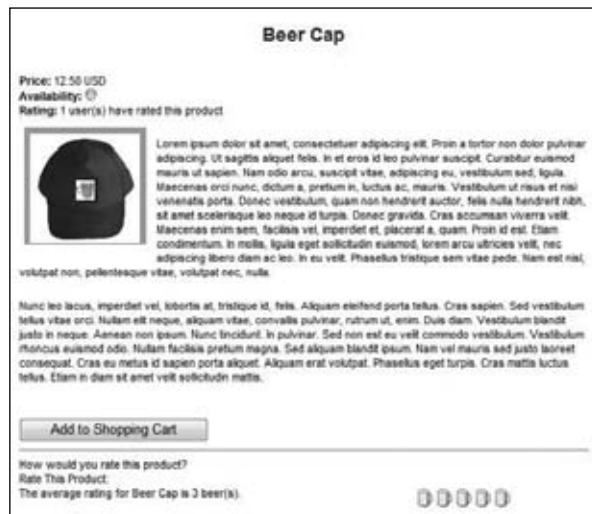 Beer Cap
Price: 12.50 USD
Availability:
Rating: 1 user(s) have rated this product
Lorem ipsum dolor sit amet, consectetuer adipiscing elit. Proin a tortor non dolor pulvinar
adipiscing. Ut sagittis aliquet felis. In et eros id leo pulvinar suscipit. Curabitur euismod
mauris ut sapien. Nam odio arcu, suscipit vitae, adipiscing eu, vestibulum sed, ligula.
Maecenas orci nunc, dictum a, pretium in, luctus ac, mauris. Vestibulum ut risus et nisi
venenatis porta. Donec vestibulum, quam non hendrerit auctor, felis nulla hendrerit nibh,
sit amet scelerisque leo neque id turpis. Donec gravida. Cras accumsan viverra velit.
Maecenas enim sem, facilisis vel, imperdiet et, placerat a, quam. Proin id est. Etiam
condimentum. In mollis, ligula eget sollicitudin euismod, lorem arcu ultricies velit, nec
adipiscing libero diam ac leo. In eu velit. Phasellus tristique sem vitae pede. Nam est nisl,
volutpat non, pellentesque vitae, volutpat nec, nulla.
Nunc leo lacus, imperdiet vel, lobortis at, tristique id, felis. Aliquam eleifend porta tellus. Cras sapien. Sed vestibulum
tellus vitae orci. Nullam elit neque, aliquam vitae, convallis pulvinar, rutrum ut, enim. Duis diam. Vestibulum blandit
justo in neque. Aenean non ipsum. Nunc tincidunt. In pulvinar. Sed non est eu velit commodo vestibulum. Vestibulum
rhoncus euismod odio. Nullam facilisis pretium magna. Sed aliquam blandit ipsum. Nam vel mauris sed justo laoreet
consequat. Cras eu metus id sapien porta aliquet. Aliquam erat volutpat. Phasellus eget turpis. Cras mattis luctus
tellus. Etiam in diam sit amet velit sollicitudin mattis.
Add to Shopping Cart
How would you rate this product?
Rate This Product:
The average rating for Beer Cap is 3 beer(s).